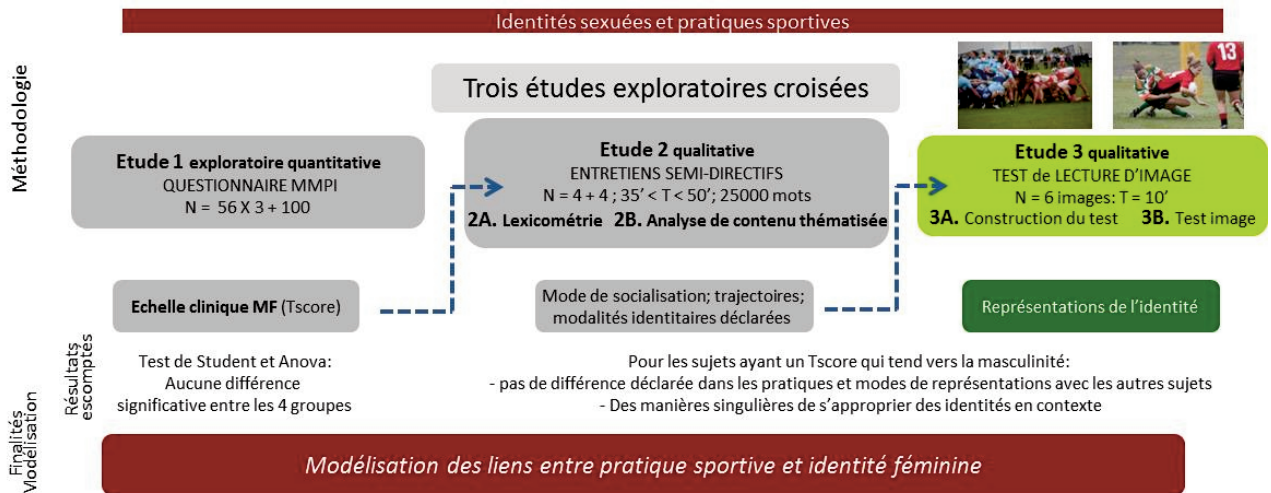 Identités sexuées et pratiques sportives
Méthodologie
Trois études exploratoires croisées
13
Etude 1 exploratoire quantitative
QUESTIONNAIRE MMPI
N = 56 X 3 + 100
Etude 2 qualitative
ENTRETIENS SEMI-DIRECTIFS
N = 4 + 4 ; 35’ < T < 50’; 25000 mots
2A. Lexicométrie 2B. Analyse de contenu thématisée
Etude 3 qualitative
TEST de LECTURE D’IMAGE
N = 6 images: T = 10’
3A. Construction du test 3B. Test image
Echelle clinique MF (Tscore)
Mode de socialisation; trajectoires;
modalités identitaires déclarées
Représentations de l’identité
Résultats
escomptés
Test de Student et Anova:
Aucune différence
significative entre les 4 groupes
Pour les sujets ayant un Tscore qui tend vers la masculinité:
- pas de différence déclarée dans les pratiques et modes de représentations avec les autres sujets
- Des manières singulières de s’approprier des identités en contexte
Finalités
Modélisation
Modélisation des liens entre pratique sportive et identité féminine